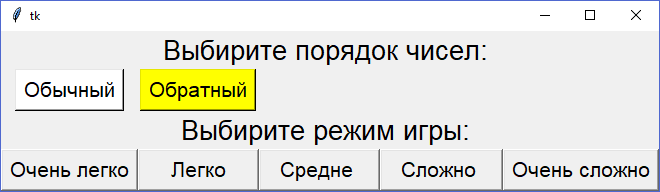 tk
Выбирите порядок чисел:
Обычный Обратный
Выбирите режим игры:
Очень легко Легко Средне Сложно Очень сложно